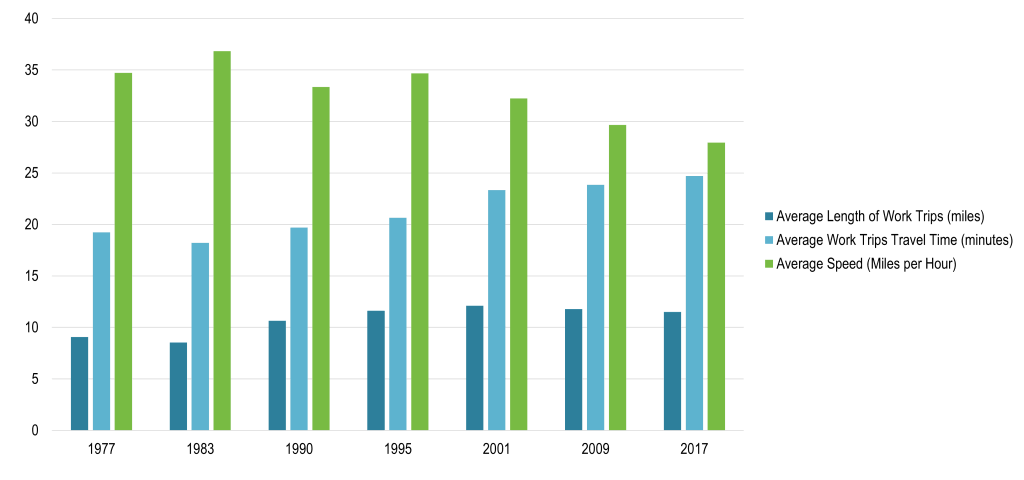 40
35
30
25
20
15
10
5
0
1977 1983 1990 1995 2001 2009 2017
Average Length of Work Trips (miles)
Average Work Trips Travel Time (minutes)
Average Speed (Miles per Hour)